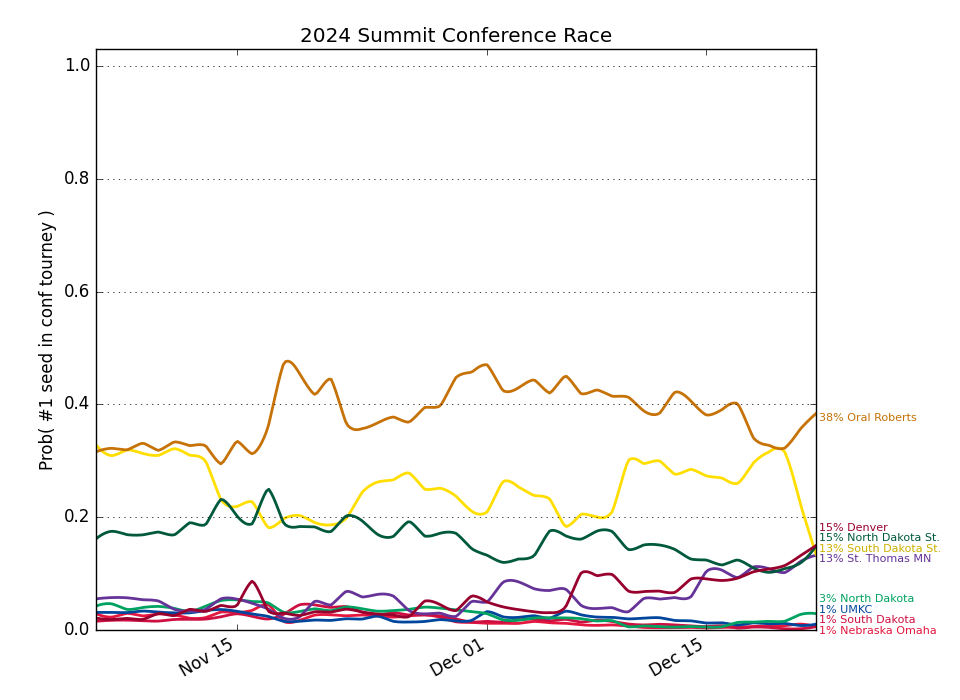 2024 Summit Conference Race
Prob( #1 seed in conf tourney )
1.0
0.8
0.6
0.4
0.2
0.0
Nov 15
Dec 01
Dec 15
38% Oral Roberts
15% Denver
15% North Dakota St.
13% South Dakota St.
13% St. Thomas MN
3% North Dakota
1% UMKC
1% South Dakota
1% Nebraska Omaha